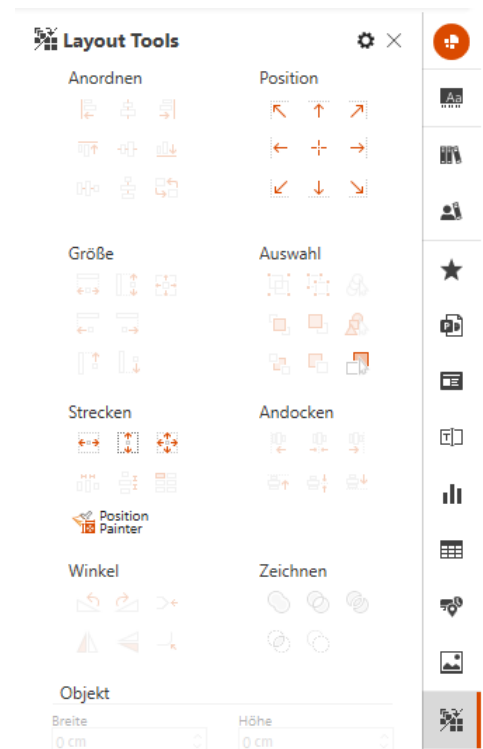 Layout Tools
Anordnen
Position
Aa
Größe
Auswahl
P
Strecken
Andocken
T
Position
Painter
Winkel
Zeichnen
Objekt
Breite
Höhe
0 cm
0 cm